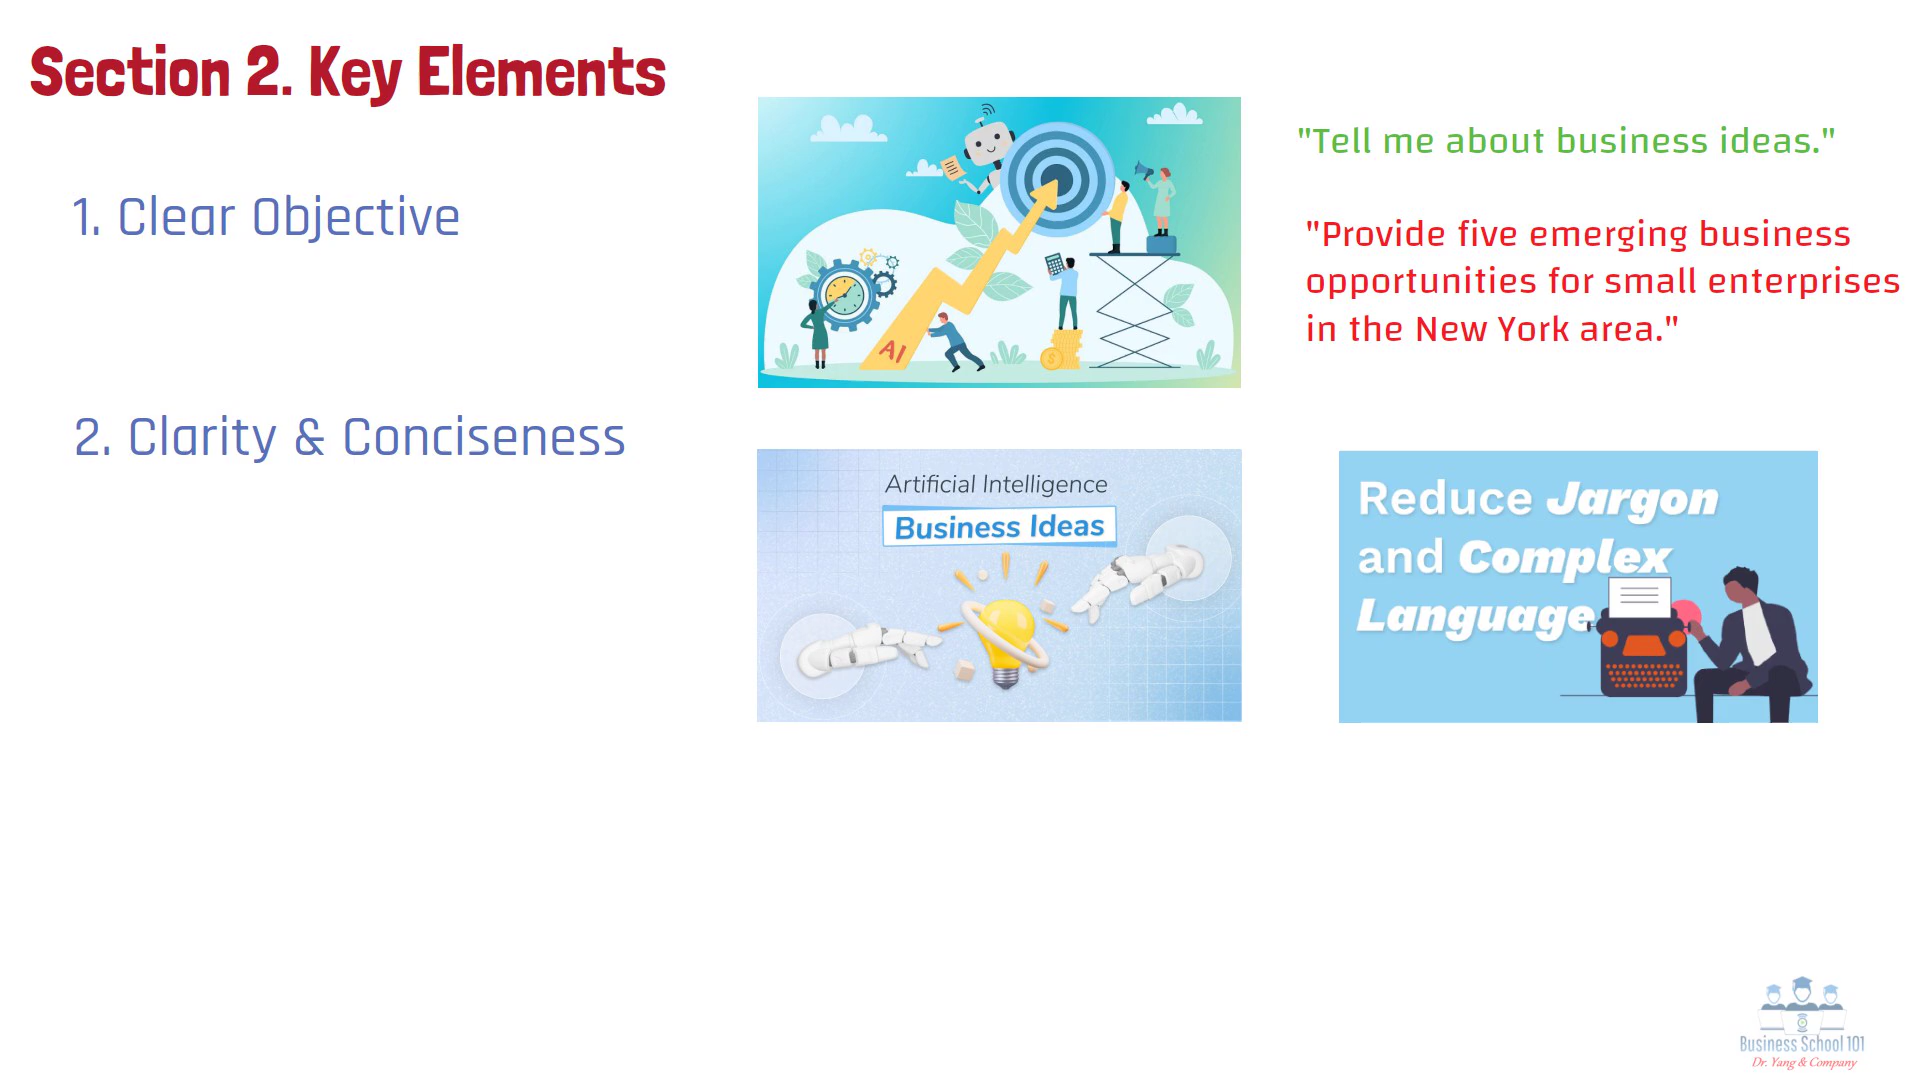 Section 2. Key Elements
1. Clear Objective
AI
"Tell me about business ideas."
"Provide five emerging business
opportunities for small enterprises
in the New York area."
2. Clarity & Conciseness
Artificial Intelligence
Business Ideas
Reduce Jargon
and Complex
Language
Business School 101
Dr. Yang & Company